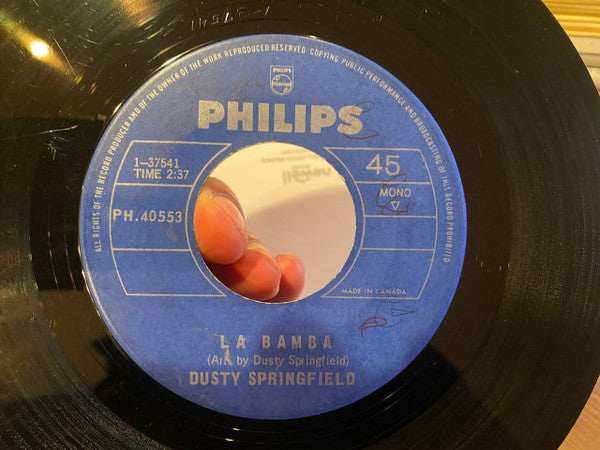 1-37541
ALL RIGHTS OF THE RECORD PRODUCER AND OF THE OWNER OF THE WORK REPRODUCED RESERVED. COPYING PUBLIC PERFORMANCE AND BROADCASTING OF THIS RECORD PROHIBITED
PHILIPS
PHILIPS
1-37541
TIME 2:37
45
MONO
PH.40553
MADE IN CANADA
LA BAMBA
(Arr. by Dusty Springfield)
DUSTY SPRINGFIELD